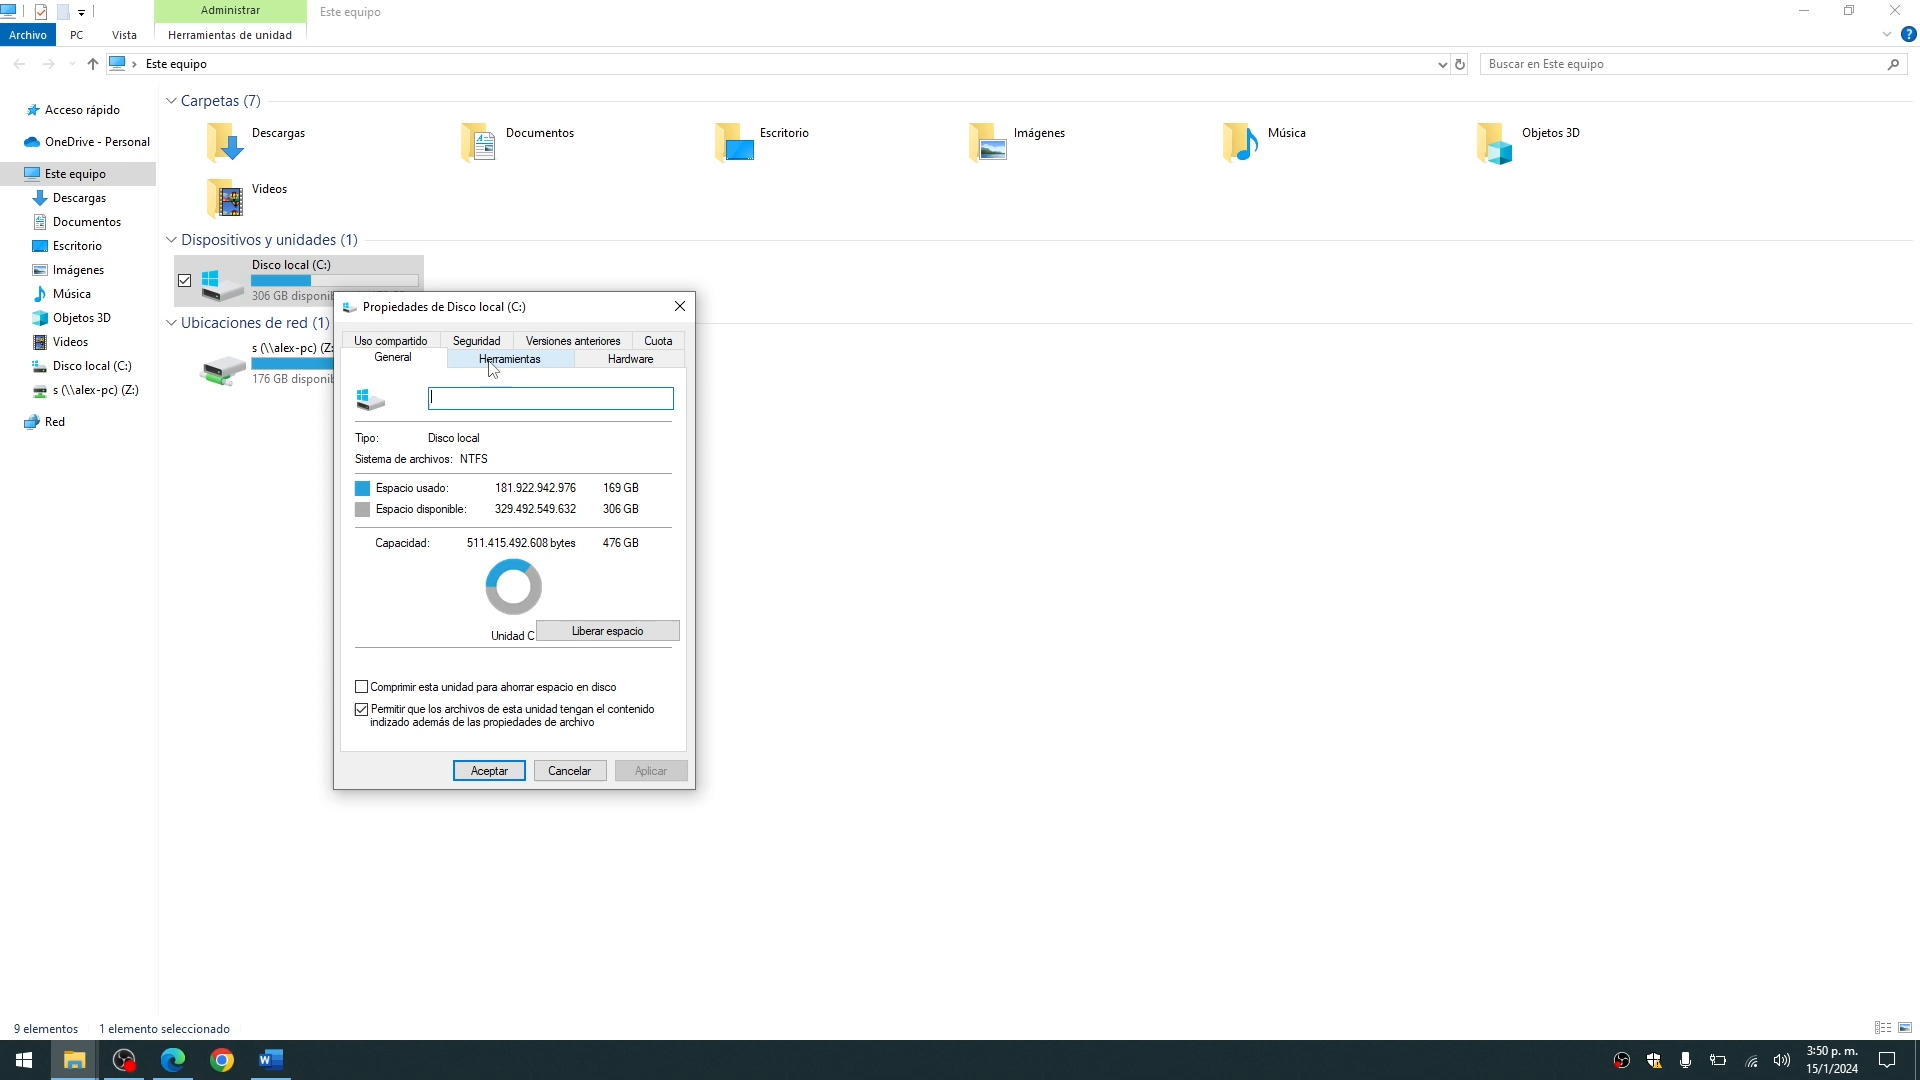 Administrar
Este equipo
Archivo PC Vista Herramientas de unidad
Este equipo
Buscar en Este equipo
Acceso rápido
OneDrive - Personal
Este equipo
Descargas
Documentos
Escritorio
Imágenes
Música
Objetos 3D
Videos
Disco local (C:)
s (\\alex-pc) (Z:)
Red
Carpetas (7)
Descargas
Documentos
Escritorio
Imágenes
Música
Objetos 3D
Videos
Dispositivos y unidades (1)
Disco local (C:)
306 GB disponib
Ubicaciones de red (1)
s (\\alex-pc) (Z:
176 GB disponib
Propiedades de Disco local (C:)
Uso compartido Seguridad Versiones anteriores Cuota
General Herramientas Hardware
Tipo: Disco local
Sistema de archivos: NTFS
Espacio usado: 181.922.942.976 169 GB
Espacio disponible: 329.492.549.632 306 GB
Capacidad: 511.415.492.608 bytes 476 GB
Unidad C
Liberar espacio
Comprimir esta unidad para ahorrar espacio en disco
Permitir que los archivos de esta unidad tengan el contenido
indizado además de las propiedades de archivo
Aceptar Cancelar Aplicar
9 elementos 1 elemento seleccionado
3:50 p. m.
15/1/2024